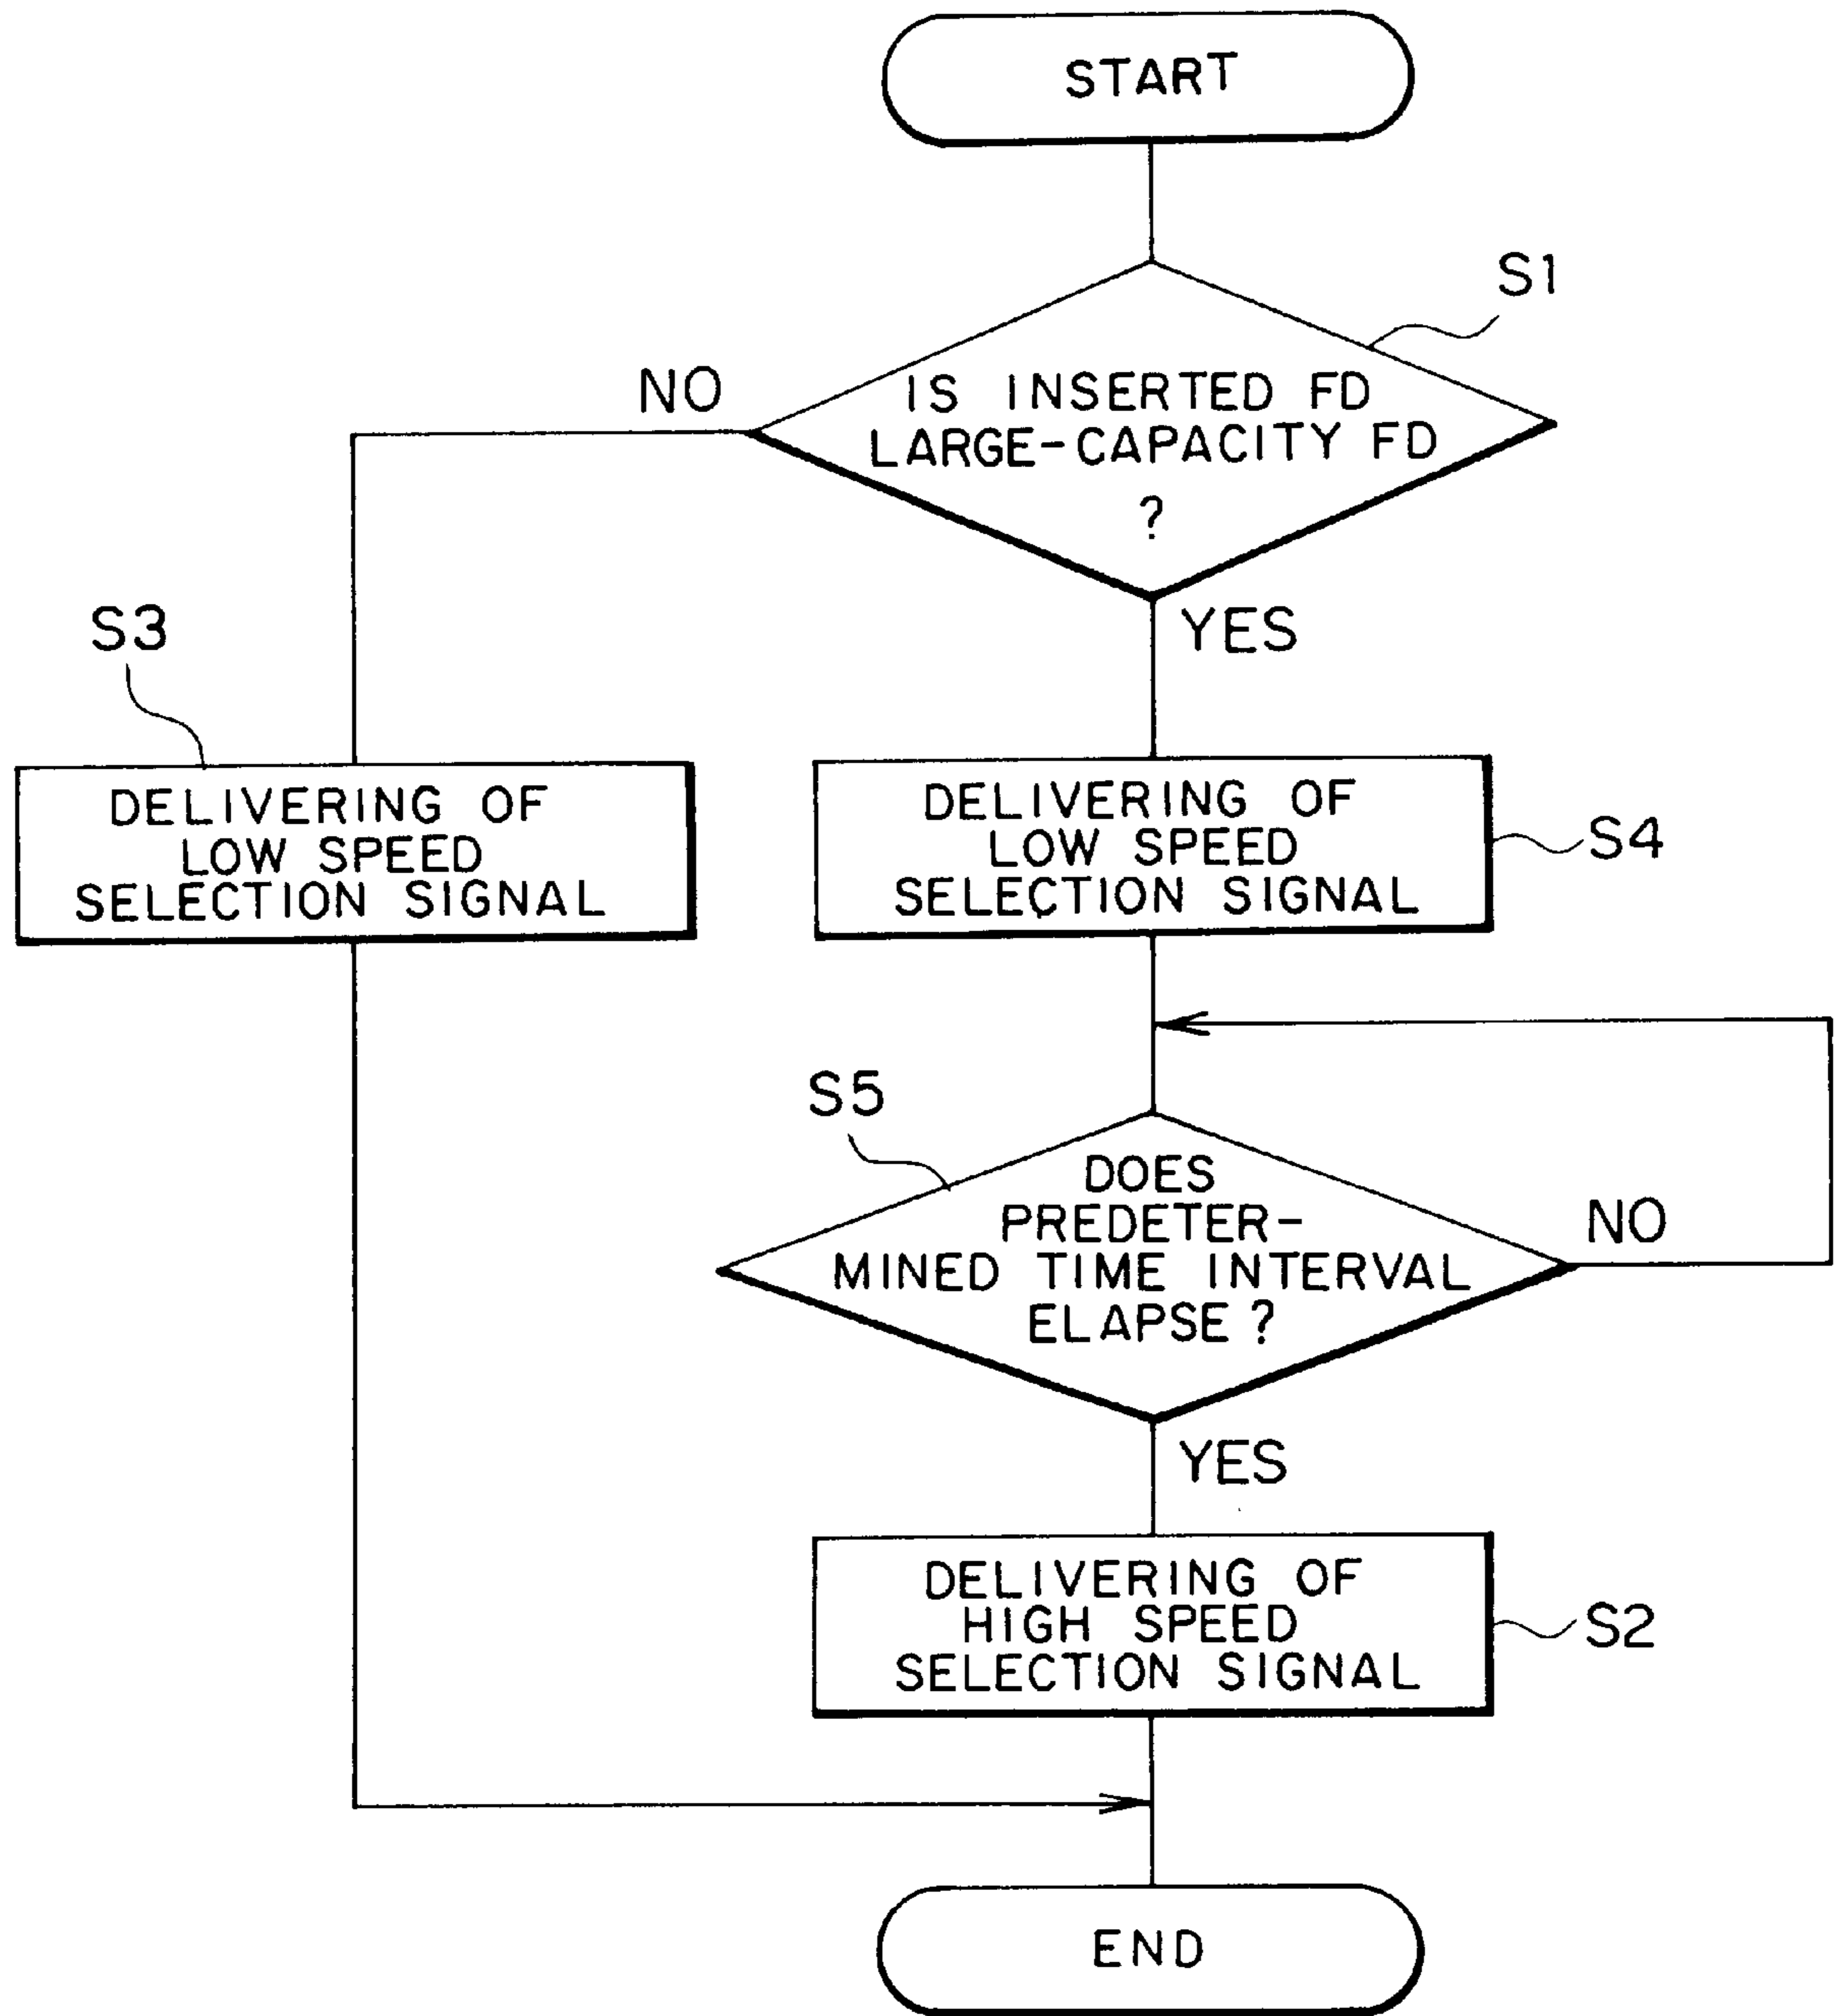 START
S1
NO
IS INSERTED FD
LARGE-CAPACITY FD
?
YES
S3
DELIVERING OF
LOW SPEED
SELECTION SIGNAL
DELIVERING OF
LOW SPEED
SELECTION SIGNAL
S4
S5
DOES
PREDETER-
MINED TIME INTERVAL
ELAPSE?
NO
YES
DELIVERING OF
HIGH SPEED
SELECTION SIGNAL
S2
END